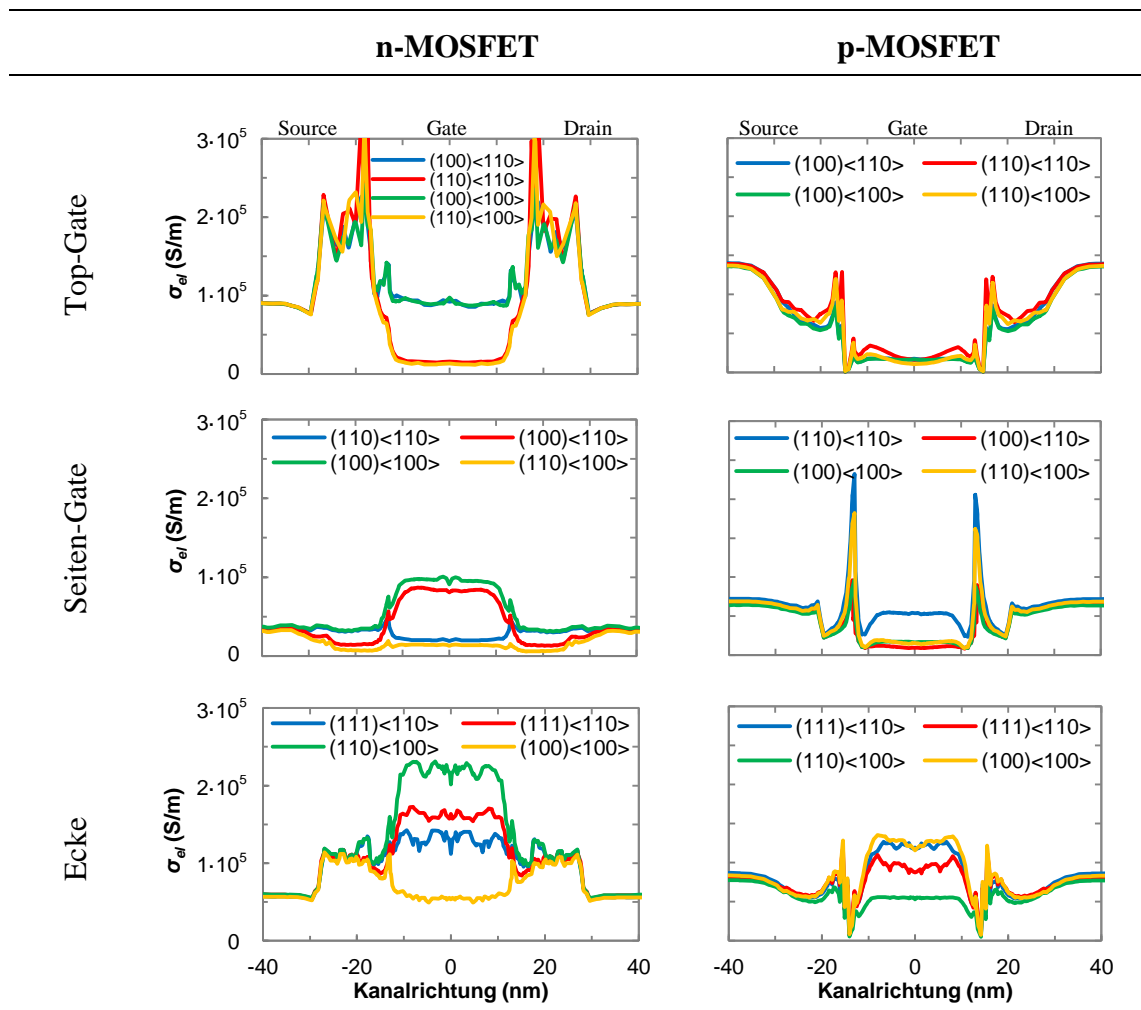 n-MOSFET p-MOSFET
Source Gate Drain
Source Gate Drain
Top-Gate
σel (S/m)
3·10⁵
2·10⁵
1·10⁵
0
(100)<110>
(110)<110>
(100)<100>
(110)<100>
(100)<110> (110)<110>
(100)<100> (110)<100>
Seiten-Gate
σel (S/m)
3·10⁵
2·10⁵
1·10⁵
0
(110)<110> (100)<110>
(100)<100> (110)<100>
(110)<110> (100)<110>
(100)<100> (110)<100>
Ecke
σel (S/m)
3·10⁵
2·10⁵
1·10⁵
0
(111)<110> (111)<110>
(110)<100> (100)<100>
(111)<110> (111)<110>
(110)<100> (100)<100>
-40 -20 0 20 40
Kanalrichtung (nm)
-40 -20 0 20 40
Kanalrichtung (nm)